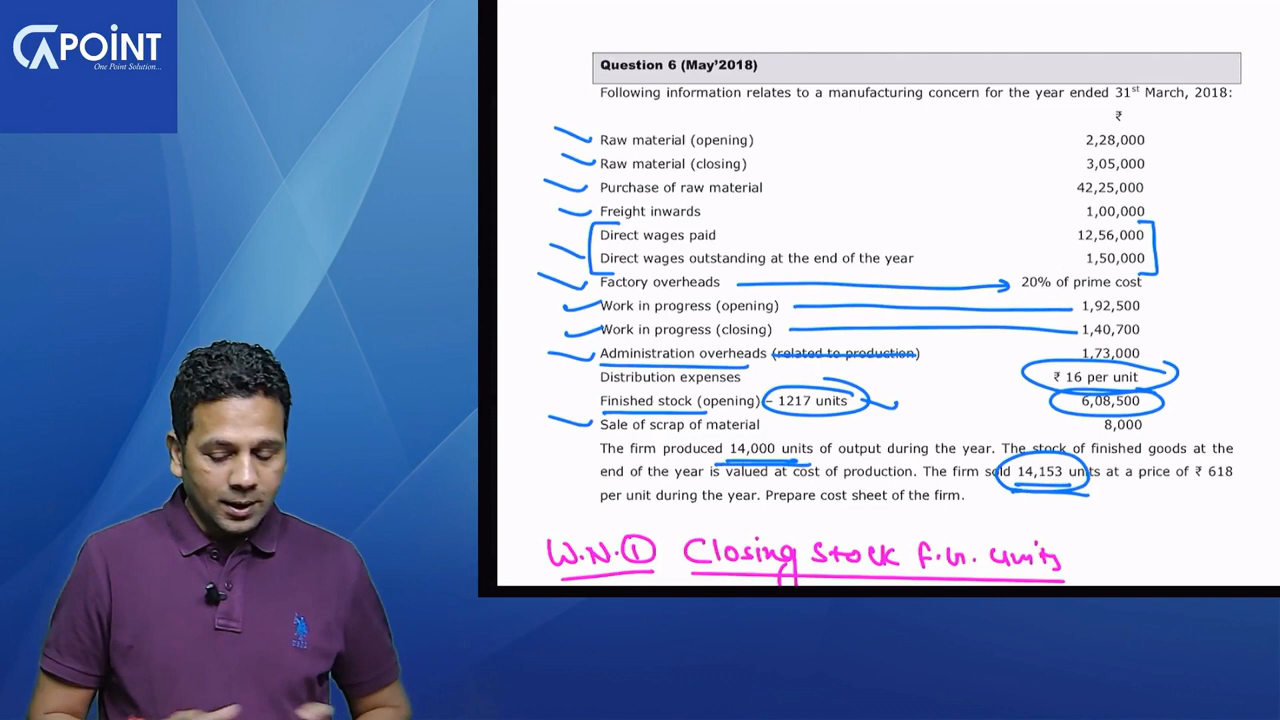 CAPOINT
One Point Solution...
Question 6 (May'2018)
Following information relates to a manufacturing concern for the year ended 31st March, 2018:
₹
Raw material (opening) 2,28,000
Raw material (closing) 3,05,000
Purchase of raw material 42,25,000
Freight inwards 1,00,000
Direct wages paid 12,56,000
Direct wages outstanding at the end of the year 1,50,000
Factory overheads 20% of prime cost
Work in progress (opening) 1,92,500
Work in progress (closing) 1,40,700
Administration overheads (related to production) 1,73,000
Distribution expenses ₹ 16 per unit
Finished stock (opening) – 1217 units 6,08,500
Sale of scrap of material 8,000
The firm produced 14,000 units of output during the year. The stock of finished goods at the
end of the year is valued at cost of production. The firm sold 14,153 units at a price of ₹ 618
per unit during the year. Prepare cost sheet of the firm.
W.N.① Closing Stock F.G. units